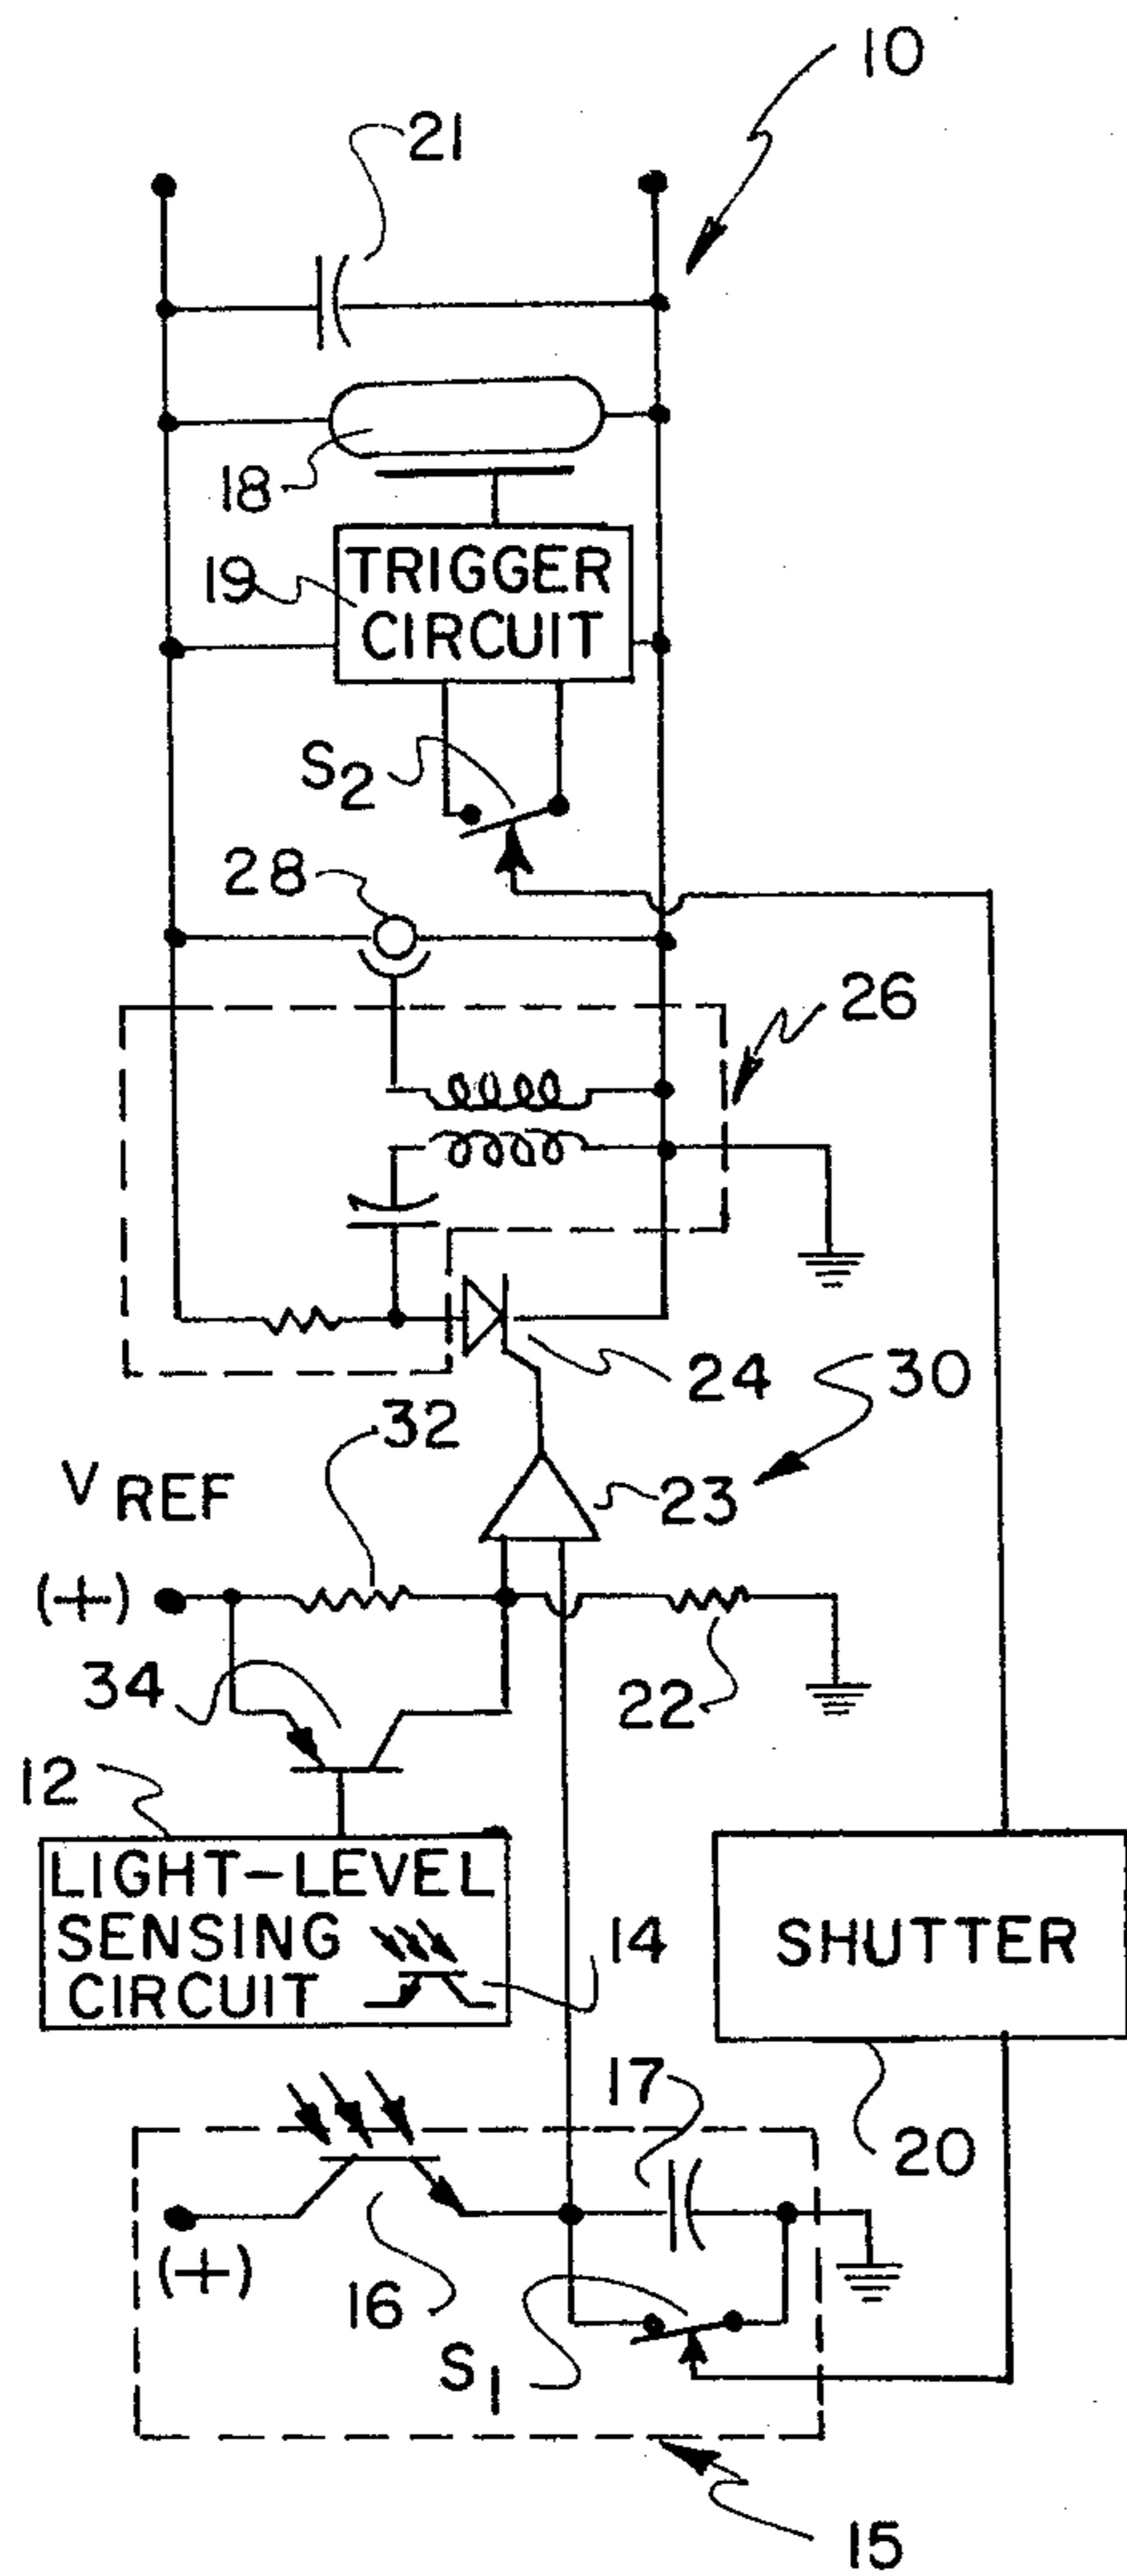 10
21
18
19
TRIGGER
CIRCUIT
S2
28
26
24
30
32
VREF
23
(+)
34
22
12
LIGHT-LEVEL
SENSING
CIRCUIT
14
SHUTTER
17
20
(+)
16
S1
15